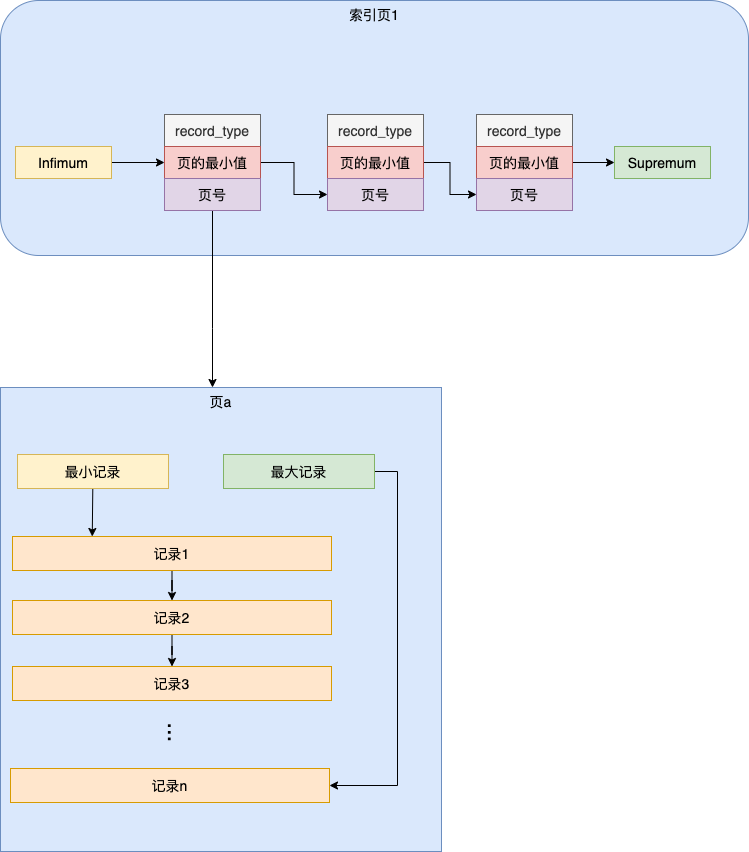 索引页1
record_type
record_type
record_type
Infimum
页的最小值
页的最小值
页的最小值
Supremum
页号
页号
页号
页a
最小记录
最大记录
记录1
记录2
记录3
⋮
记录n